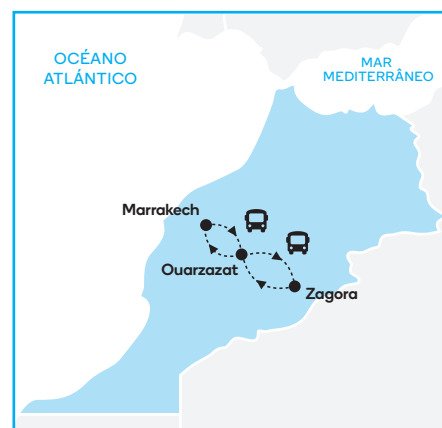 OCÉANO
ATLÁNTICO
MAR
MEDITERRÂNEO
Marrakech
Ouarzazat
Zagora